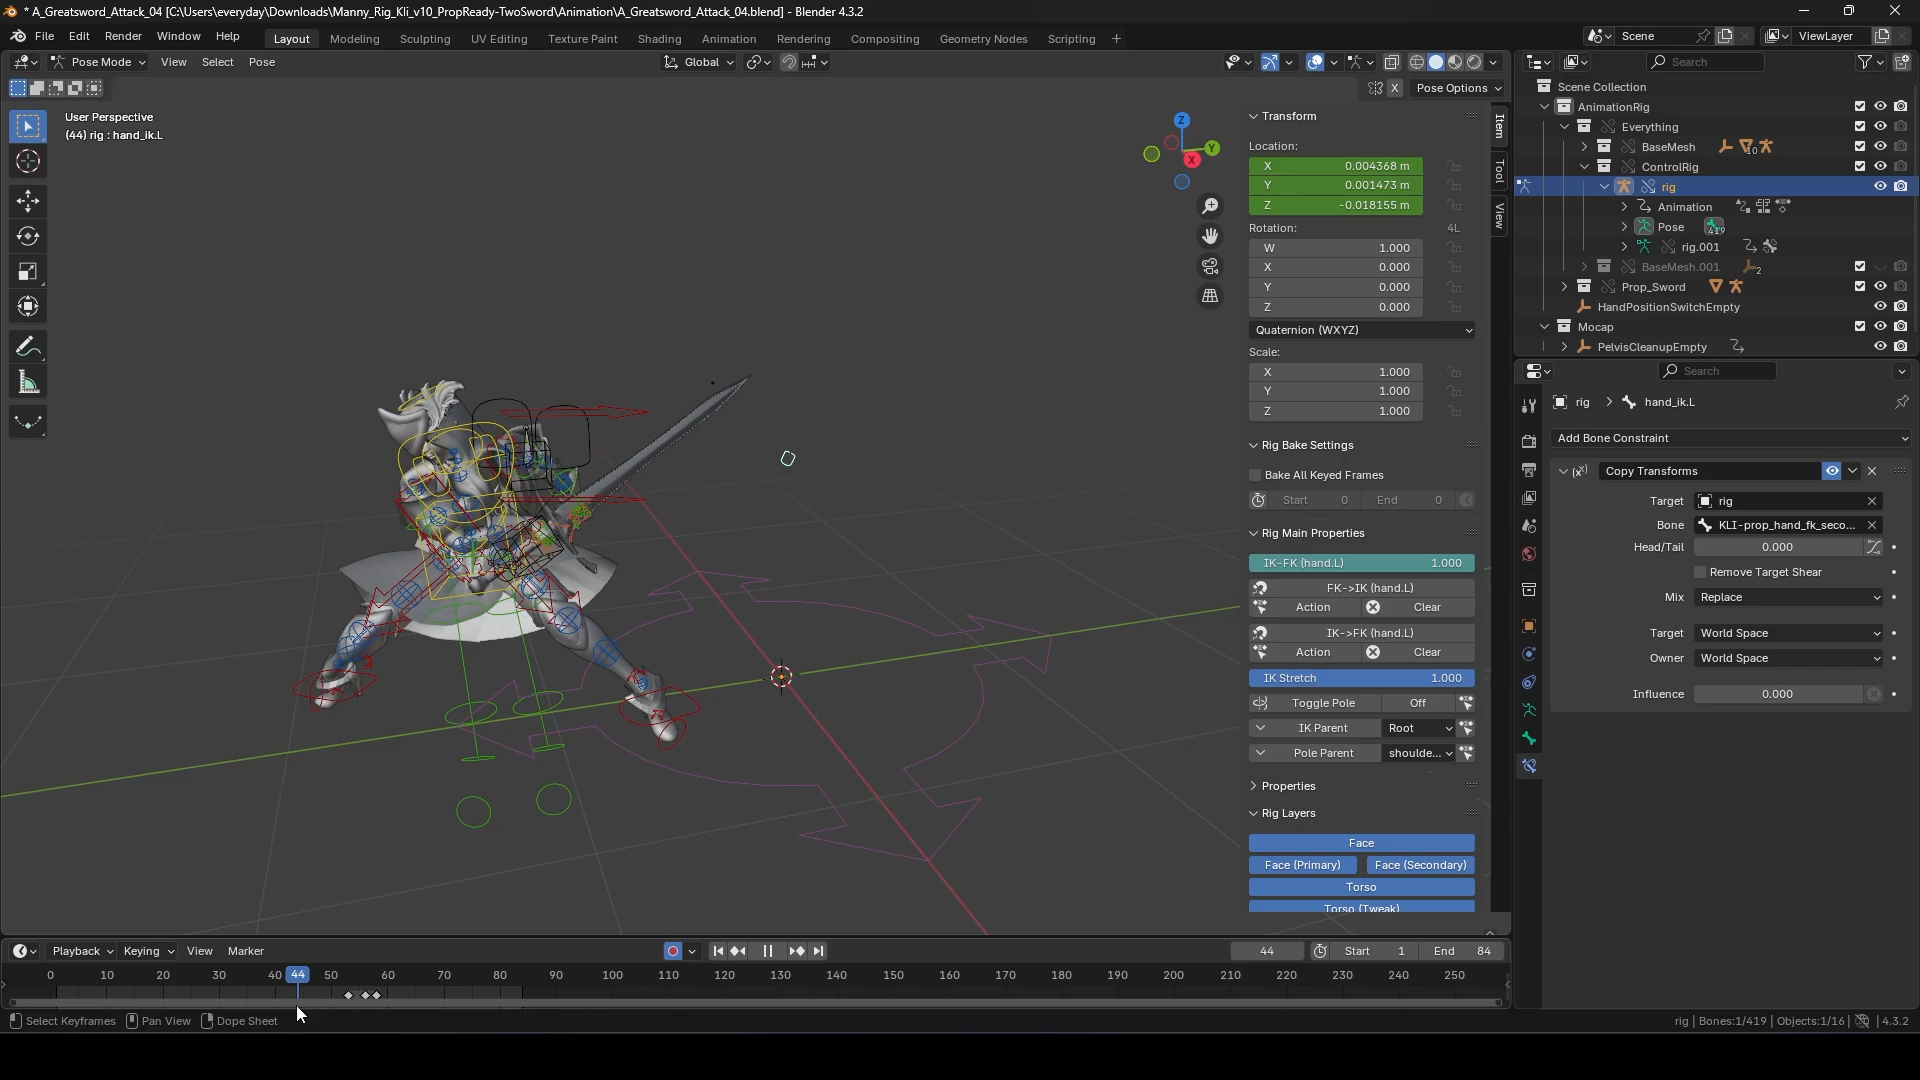 * A_Greatsword_Attack_04 [C:\Users\everyday\Downloads\Manny_Rig_Kli_v10_PropReady-TwoSword\Animation\A_Greatsword_Attack_04.blend] - Blender 4.3.2
File Edit Render Window Help Layout Modeling Sculpting UV Editing Texture Paint Shading Animation Rendering Compositing Geometry Nodes Scripting + Scene ViewLayer
Pose Mode View Select Pose Global Search
X Pose Options
User Perspective
(44) rig : hand_ik.L
Z
Y
X
Transform
Location:
X 0.004368 m
Y 0.001473 m
Z -0.018155 m
Rotation: 4L
W 1.000
X 0.000
Y 0.000
Z 0.000
Quaternion (WXYZ)
Scale:
X 1.000
Y 1.000
Z 1.000
Rig Bake Settings
Bake All Keyed Frames
Start 0 End 0
Rig Main Properties
IK-FK (hand.L) 1.000
FK->IK (hand.L)
Action Clear
IK->FK (hand.L)
Action Clear
IK Stretch 1.000
Toggle Pole Off
IK Parent Root
Pole Parent shoulde...
Properties
Rig Layers
Face
Face (Primary) Face (Secondary)
Torso
Torso (Tweak)
Item
Tool
View
Scene Collection
AnimationRig
Everything
BaseMesh 10
ControlRig
rig
Animation
Pose 419
rig.001
BaseMesh.001 2
Prop_Sword
HandPositionSwitchEmpty
Mocap
PelvisCleanupEmpty
Search
rig > hand_ik.L
Add Bone Constraint
Copy Transforms
Target rig
Bone KLI-prop_hand_fk_seco...
Head/Tail 0.000
Remove Target Shear
Mix Replace
Target World Space
Owner World Space
Influence 0.000
Playback Keying View Marker 44 Start 1 End 84
0 10 20 30 40 44 50 60 70 80 90 100 110 120 130 140 150 160 170 180 190 200 210 220 230 240 250
Select Keyframes Pan View Dope Sheet rig | Bones:1/419 | Objects:1/16 | 4.3.2